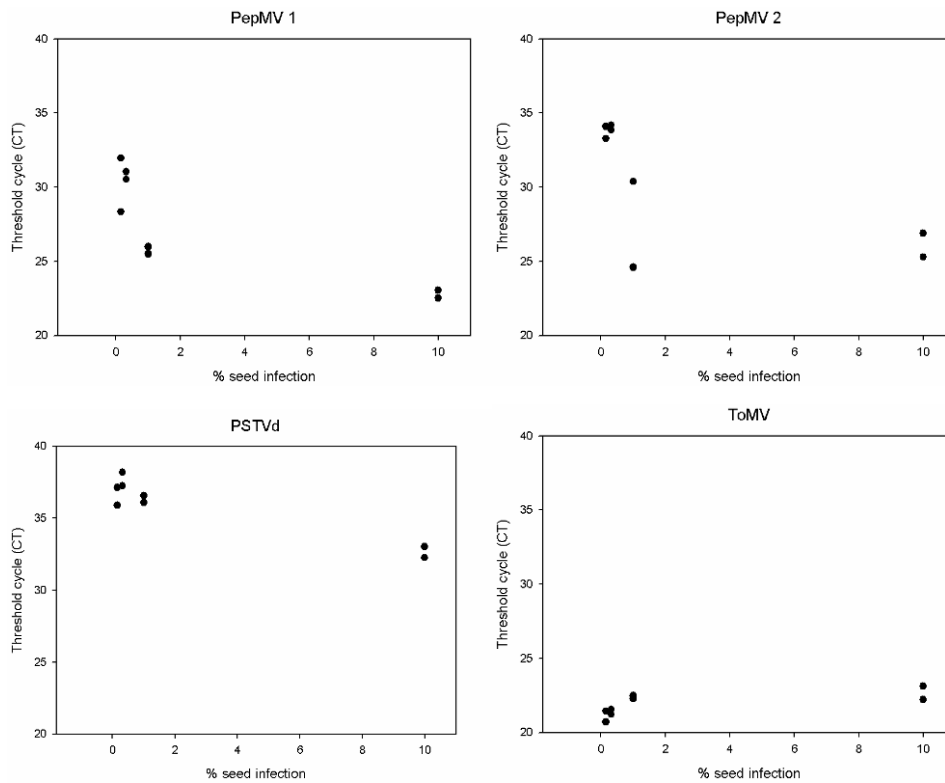 PepMV 1
40
35
30
25
20
Threshold cycle (CT)
0 2 4 6 8 10
% seed infection
PepMV 2
40
35
30
25
20
Threshold cycle (CT)
0 2 4 6 8 10
% seed infection
PSTVd
40
35
30
25
20
Threshold cycle (CT)
0 2 4 6 8 10
% seed infection
ToMV
40
35
30
25
20
Threshold cycle (CT)
0 2 4 6 8 10
% seed infection